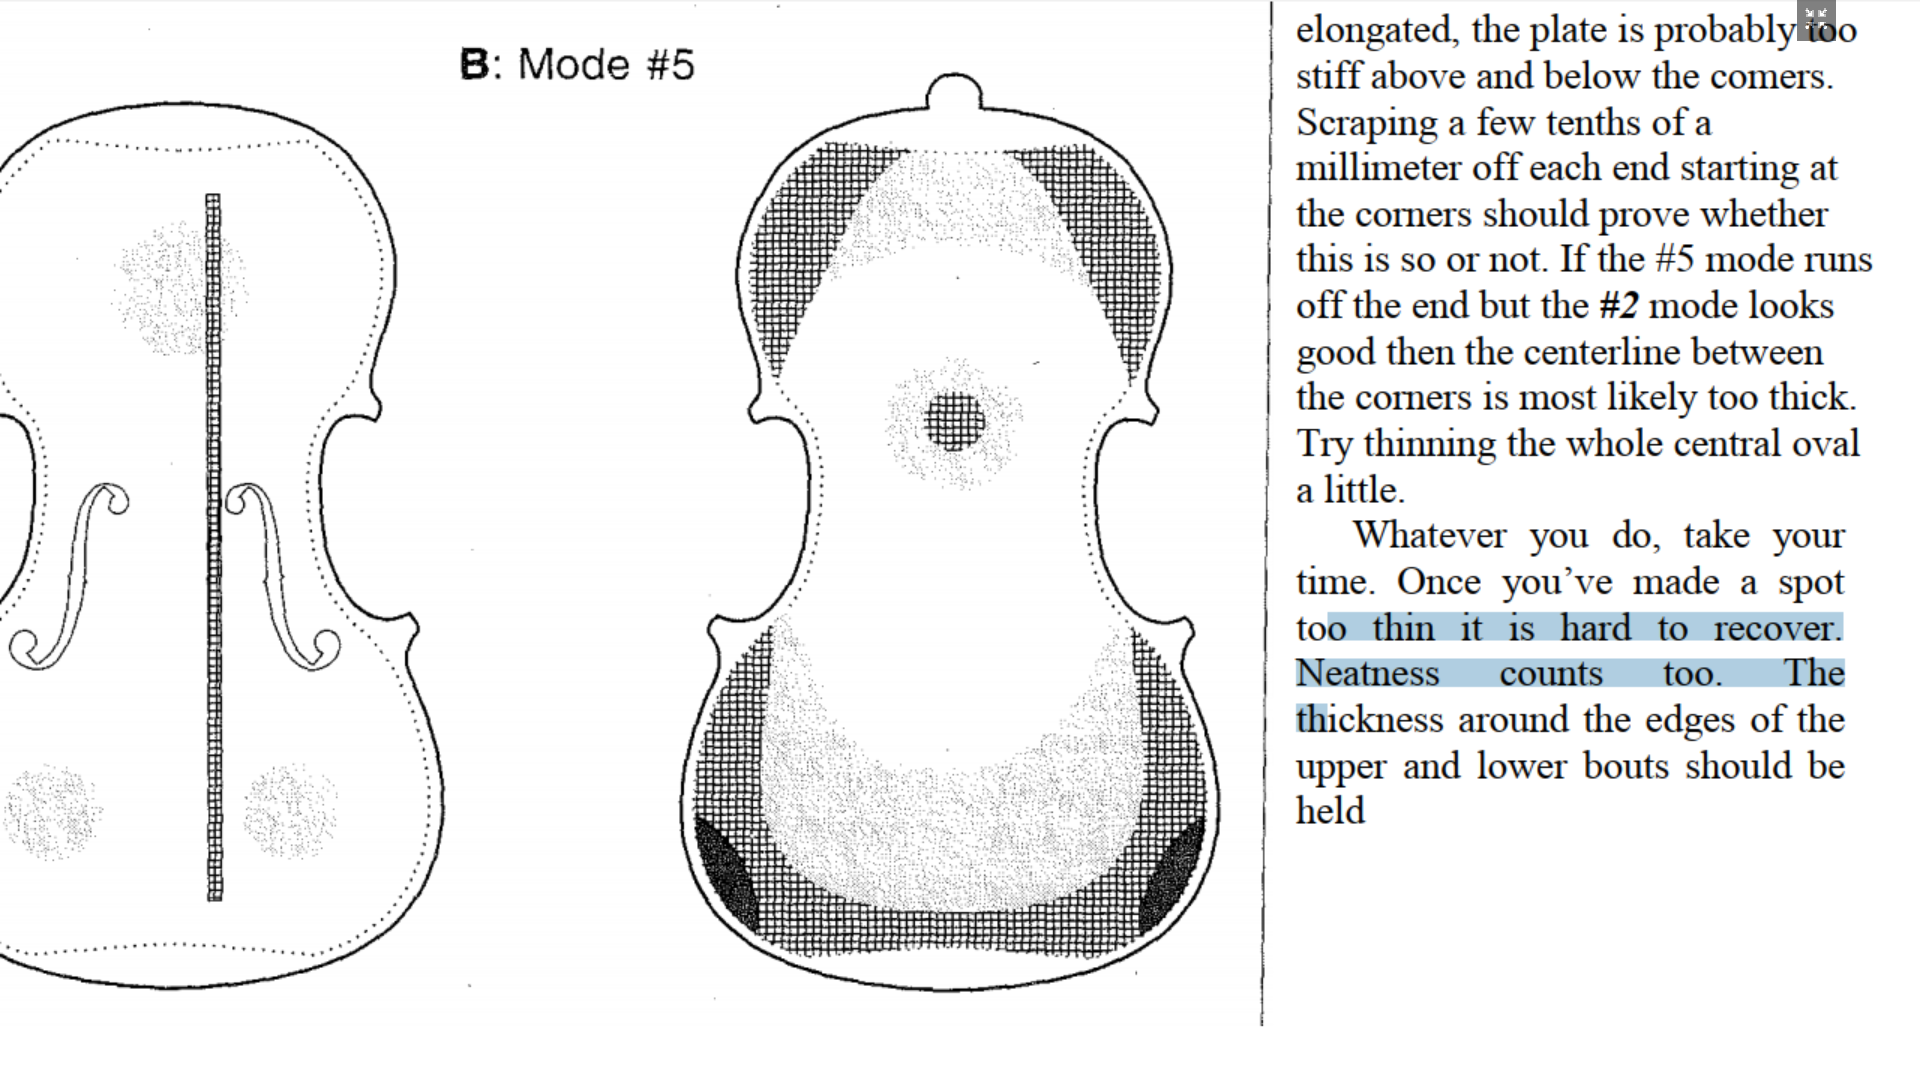 B: Mode #5
elongated, the plate is probably too
stiff above and below the comers.
Scraping a few tenths of a
millimeter off each end starting at
the corners should prove whether
this is so or not. If the #5 mode runs
off the end but the #2 mode looks
good then the centerline between
the corners is most likely too thick.
Try thinning the whole central oval
a little.
Whatever you do, take your
time. Once you’ve made a spot
too thin it is hard to recover.
Neatness counts too. The
thickness around the edges of the
upper and lower bouts should be
held